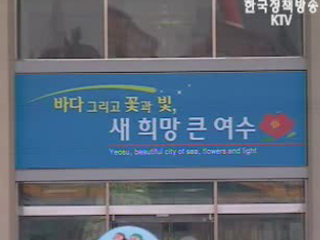 한국정책방송
KTV
바다 그리고 꽃과 빛,
새 희망 큰 여수
Yeosu, beautiful city of sea, flowers and light